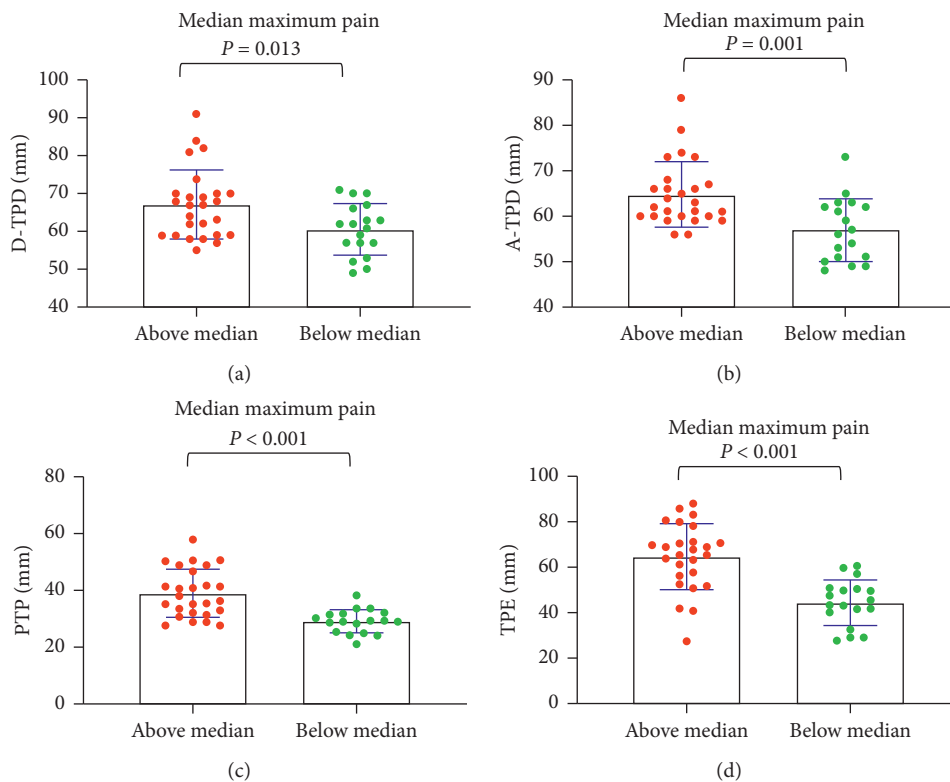 Median maximum pain
P = 0.013
100
90
80
70
60
50
40
D-TPD (mm)
Above median
Below median
(a)
Median maximum pain
P = 0.001
90
80
70
60
50
40
A-TPD (mm)
Above median
Below median
(b)
Median maximum pain
P < 0.001
80
60
40
20
0
PTP (mm)
Above median
Below median
(c)
Median maximum pain
P < 0.001
100
80
60
40
20
0
TPE (mm)
Above median
Below median
(d)